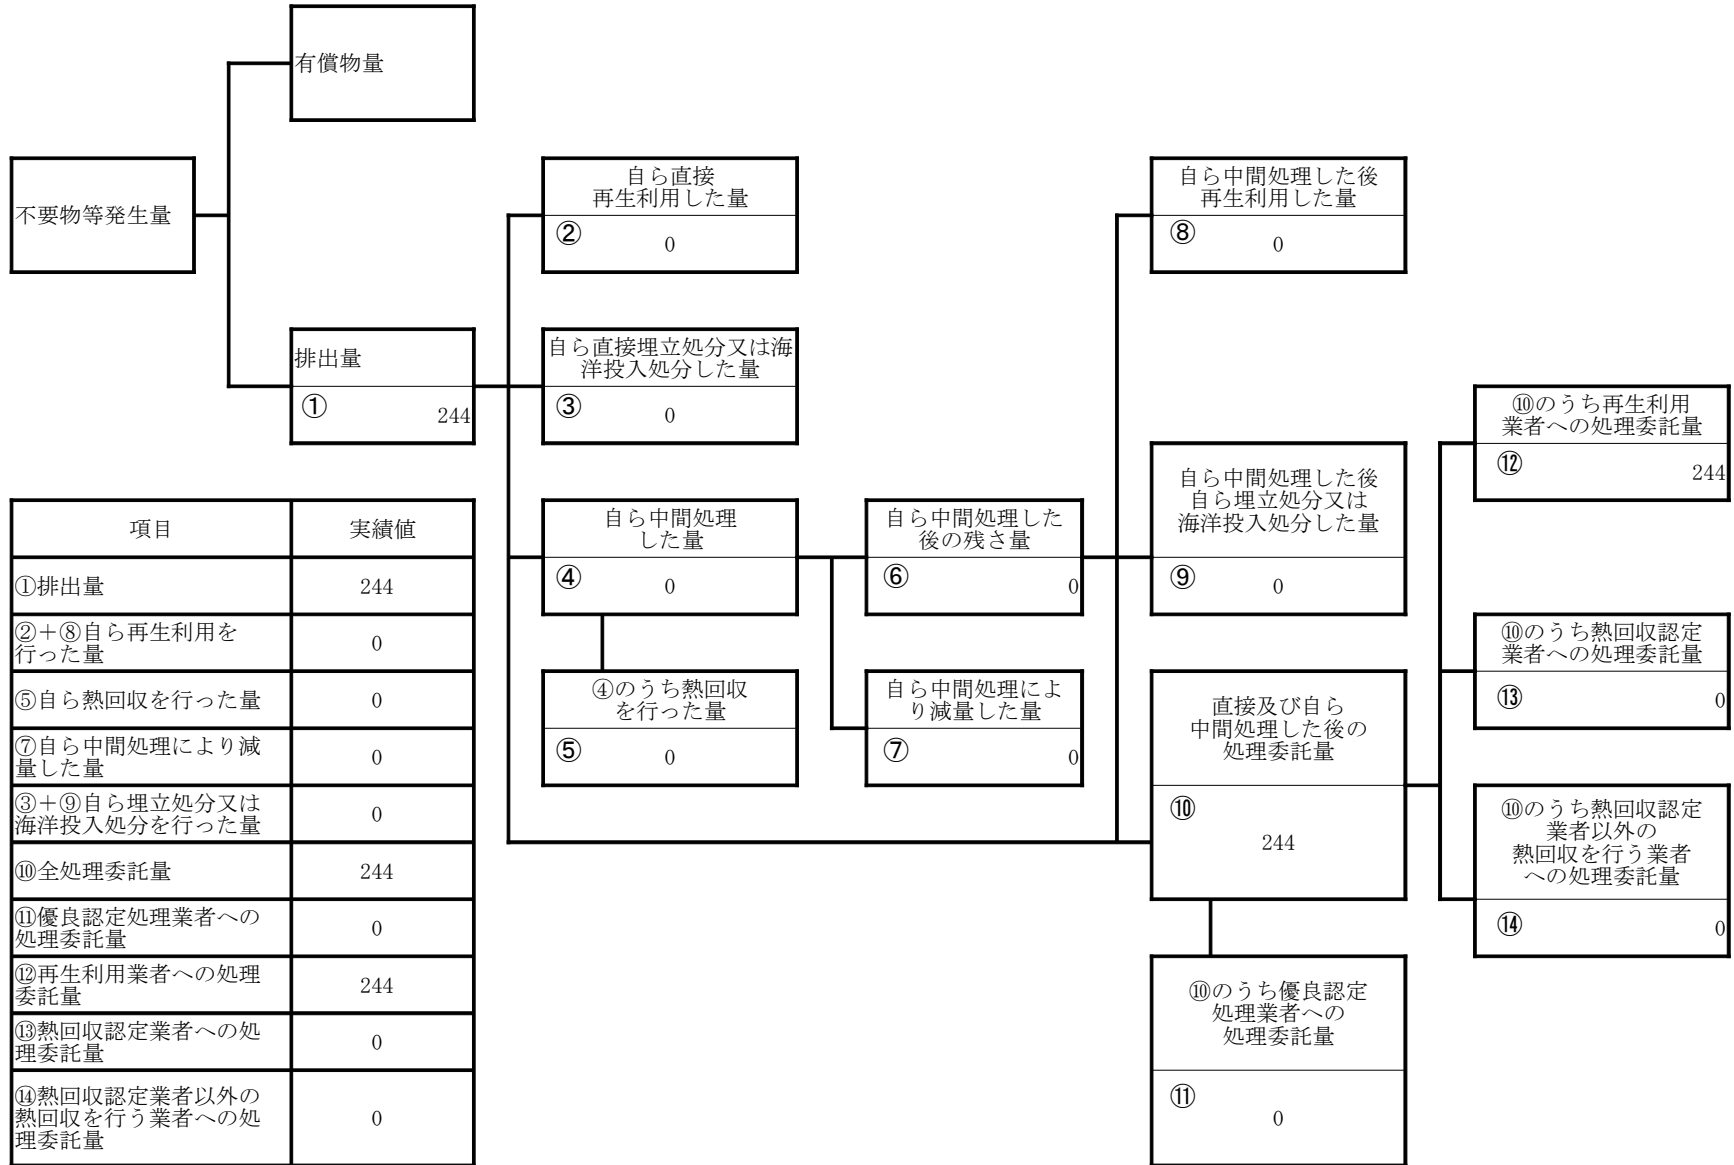 有償物量
不要物等発生量
自ら直接
再生利用した量
②
0
自ら中間処理した後
再生利用した量
⑧
0
排出量
①
244
自ら直接埋立処分又は海
洋投入処分した量
③
0
⑩のうち再生利用
業者への処理委託量
⑫
244
自ら中間処理
した量
④
0
自ら中間処理した
後の残さ量
⑥
0
自ら中間処理した後
自ら埋立処分又は
海洋投入処分した量
⑨
0
⑩のうち熱回収認定
業者への処理委託量
⑬
0
④のうち熱回収
を行った量
⑤
0
自ら中間処理によ
り減量した量
⑦
0
直接及び自ら
中間処理した後の
処理委託量
⑩
244
⑩のうち熱回収認定
業者以外の
熱回収を行う業者
への処理委託量
⑭
0
⑩のうち優良認定
処理業者への
処理委託量
⑪
0
項目 実績値
①排出量 244
②+⑧自ら再生利用を
行った量 0
⑤自ら熱回収を行った量 0
⑦自ら中間処理により減
量した量 0
③+⑨自ら埋立処分又は
海洋投入処分を行った量 0
⑩全処理委託量 244
⑪優良認定処理業者への
処理委託量 0
⑫再生利用業者への処理
委託量 244
⑬熱回収認定業者への処
理委託量 0
⑭熱回収認定業者以外の
熱回収を行う業者への処
理委託量 0